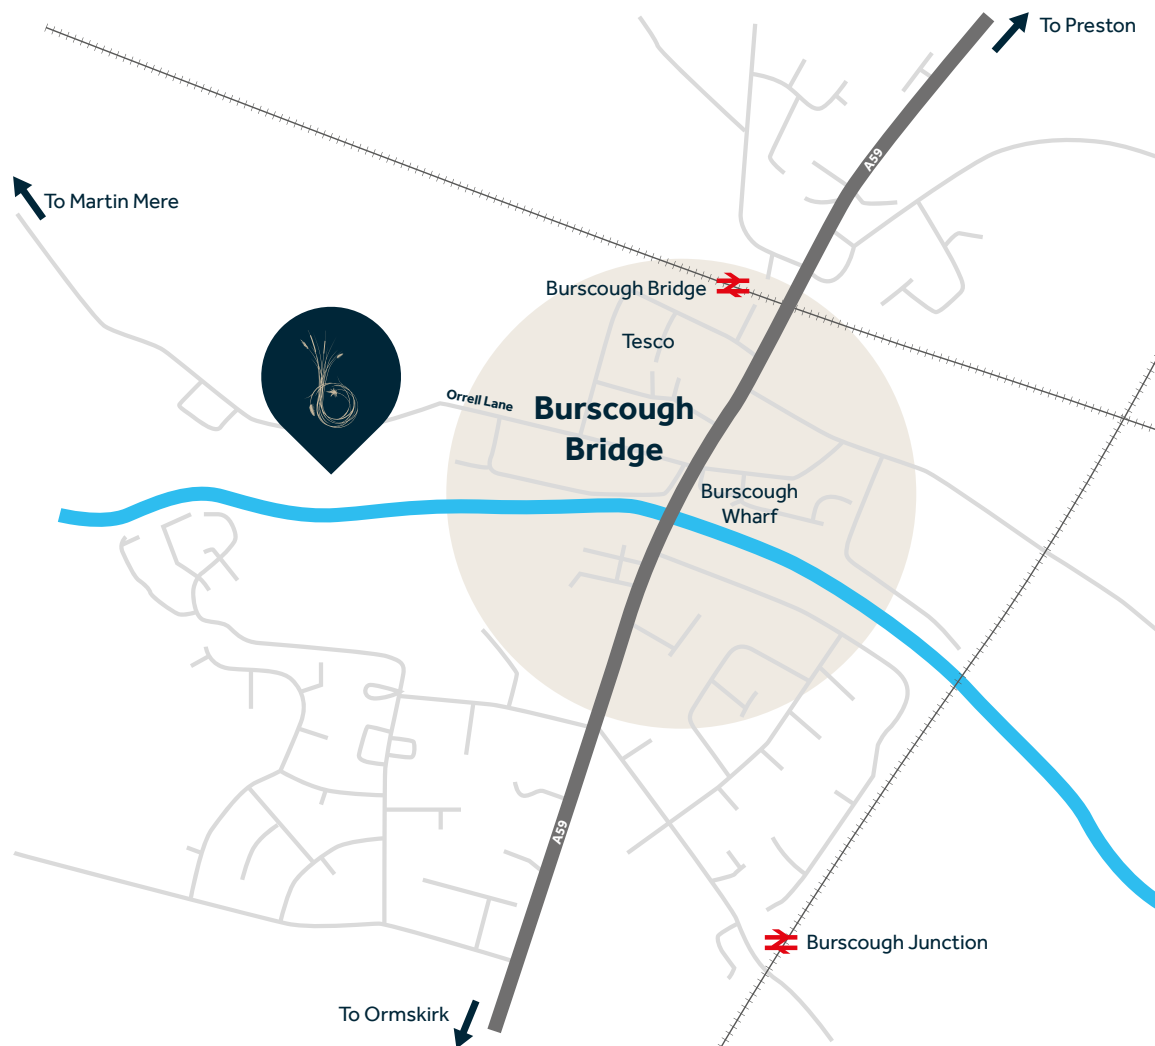 To Preston
A59
To Martin Mere
Burscough Bridge
Tesco
Orrell Lane
Burscough
Bridge
Burscough
Wharf
A59
Burscough Junction
To Ormskirk